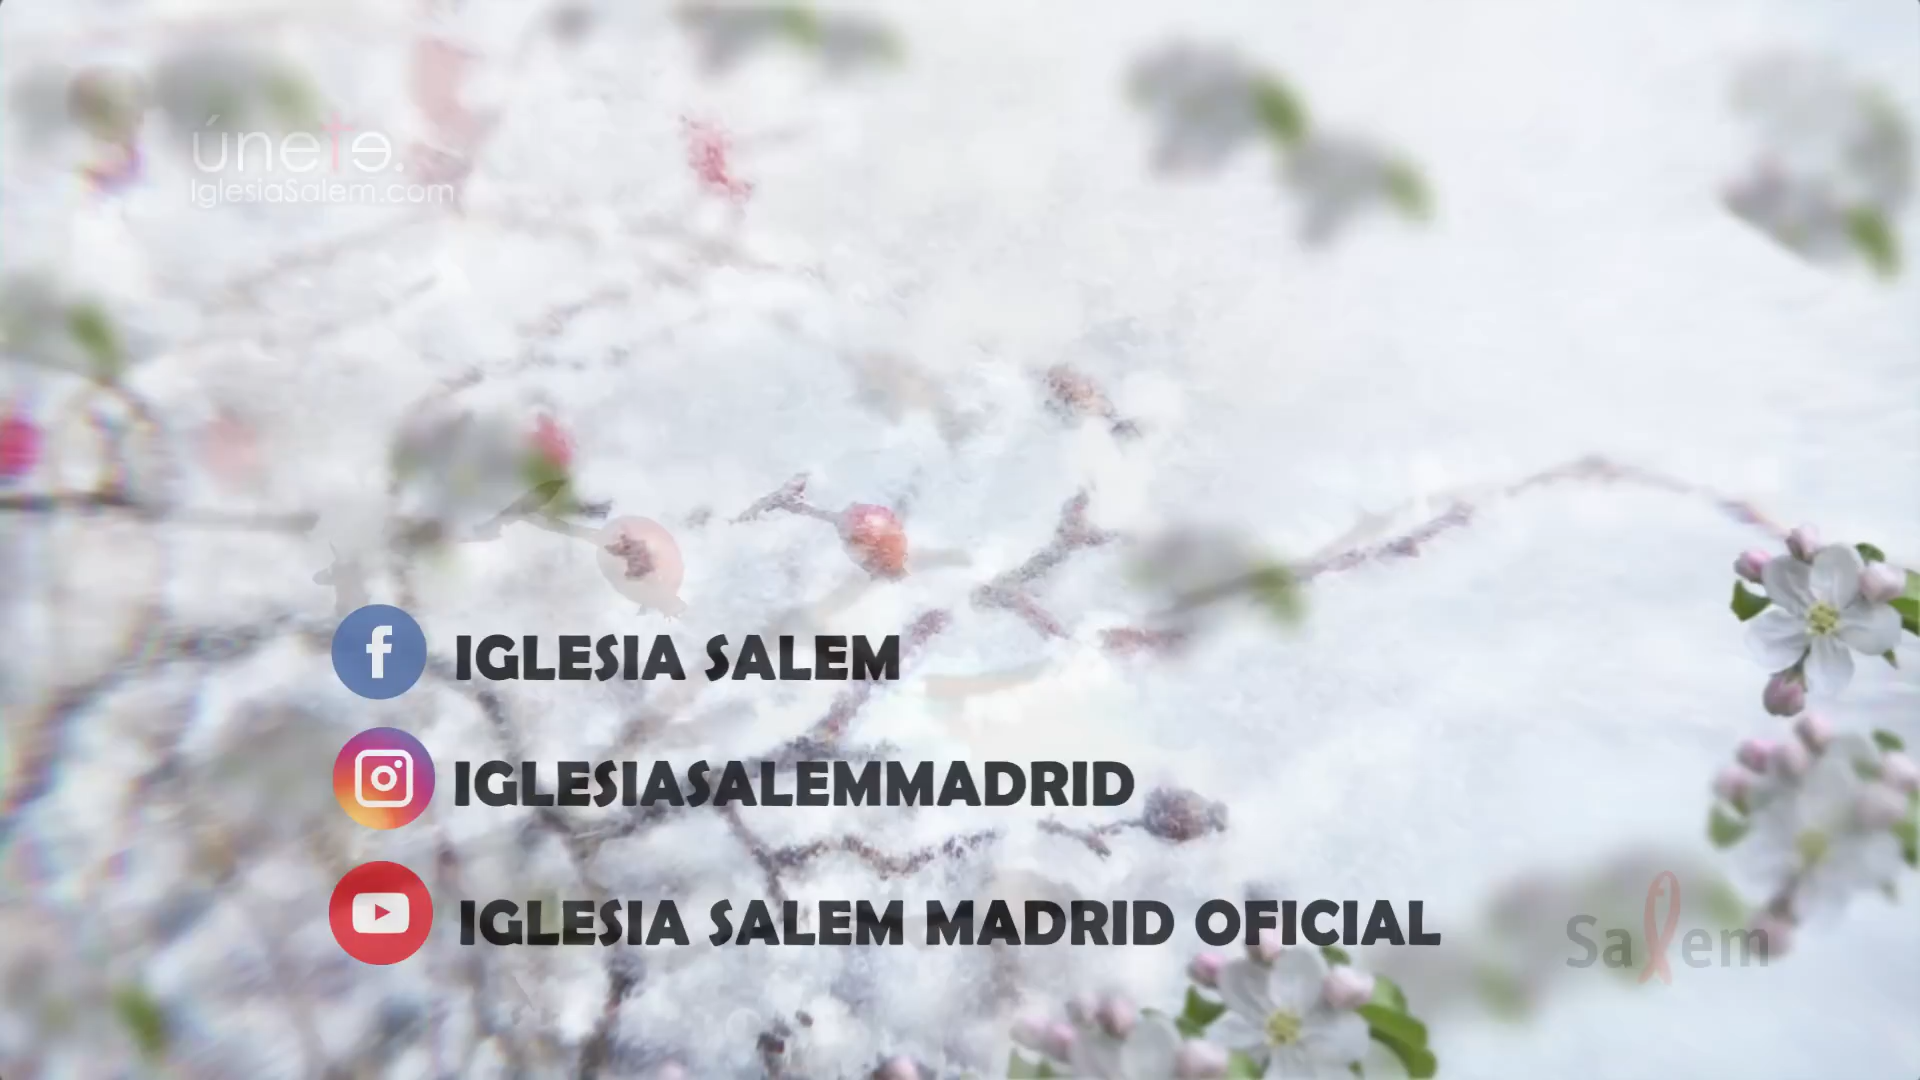 únete.
IglesiaSalem.com
IGLESIA SALEM
IGLESIASALEMMADRID
IGLESIA SALEM MADRID OFICIAL
Salem